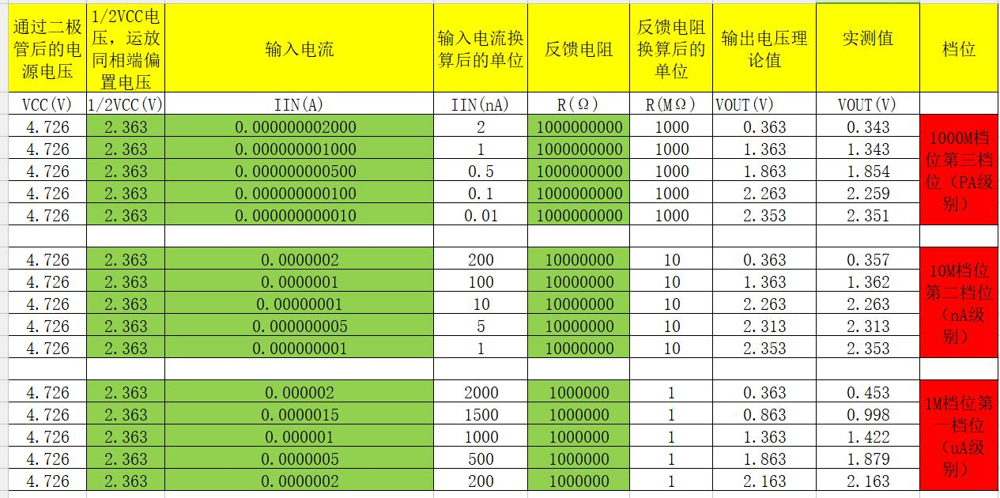 通过二极管后的电源电压 1/2VCC电压，运放同相端偏置电压 输入电流 输入电流换算后的单位 反馈电阻 反馈电阻换算后的单位 输出电压理论值 实测值 档位
VCC(V) 1/2VCC(V) IIN(A) IIN(nA) R(Ω) R(MΩ) VOUT(V) VOUT(V)
4.726 2.363 0.000000002000 2 1000000000 1000 0.363 0.343 1000M档位第三档位（PA级别）
4.726 2.363 0.000000001000 1 1000000000 1000 1.363 1.343
4.726 2.363 0.000000000500 0.5 1000000000 1000 1.863 1.854
4.726 2.363 0.000000000100 0.1 1000000000 1000 2.263 2.259
4.726 2.363 0.000000000010 0.01 1000000000 1000 2.353 2.351
4.726 2.363 0.0000002 200 10000000 10 0.363 0.357 10M档位第二档位（nA级别）
4.726 2.363 0.0000001 100 10000000 10 1.363 1.362
4.726 2.363 0.00000001 10 10000000 10 2.263 2.263
4.726 2.363 0.000000005 5 10000000 10 2.313 2.313
4.726 2.363 0.000000001 1 10000000 10 2.353 2.353
4.726 2.363 0.000002 2000 1000000 1 0.363 0.453 1M档位第一档位（uA级别）
4.726 2.363 0.0000015 1500 1000000 1 0.863 0.998
4.726 2.363 0.000001 1000 1000000 1 1.363 1.422
4.726 2.363 0.0000005 500 1000000 1 1.863 1.879
4.726 2.363 0.0000002 200 1000000 1 2.163 2.163